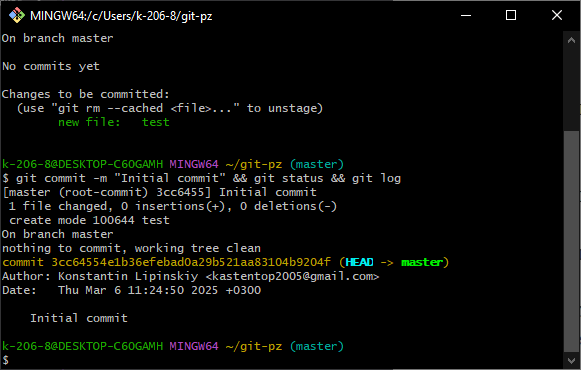 MINGW64:/c/Users/k-206-8/git-pz
On branch master
No commits yet
Changes to be committed:
  (use "git rm --cached <file>..." to unstage)
        new file:   test
k-206-8@DESKTOP-C6OGAMH MINGW64 ~/git-pz (master)
$ git commit -m "Initial commit" && git status && git log
[master (root-commit) 3cc6455] Initial commit
 1 file changed, 0 insertions(+), 0 deletions(-)
 create mode 100644 test
On branch master
nothing to commit, working tree clean
commit 3cc64554e1b36efebad0a29b521aa83104b9204f (HEAD -> master)
Author: Konstantin Lipinskiy <kastentop2005@gmail.com>
Date:   Thu Mar 6 11:24:50 2025 +0300
    Initial commit
k-206-8@DESKTOP-C6OGAMH MINGW64 ~/git-pz (master)
$